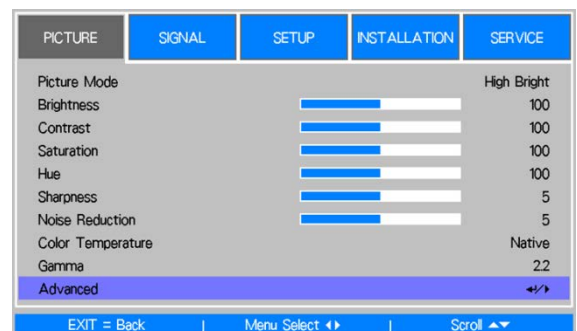 PICTURE SIGNAL SETUP INSTALLATION SERVICE
Picture Mode High Bright
Brightness 100
Contrast 100
Saturation 100
Hue 100
Sharpness 5
Noise Reduction 5
Color Temperature Native
Gamma 2.2
Advanced ↵/▶
EXIT = Back | Menu Select ◀▶ | Scroll ▲▼